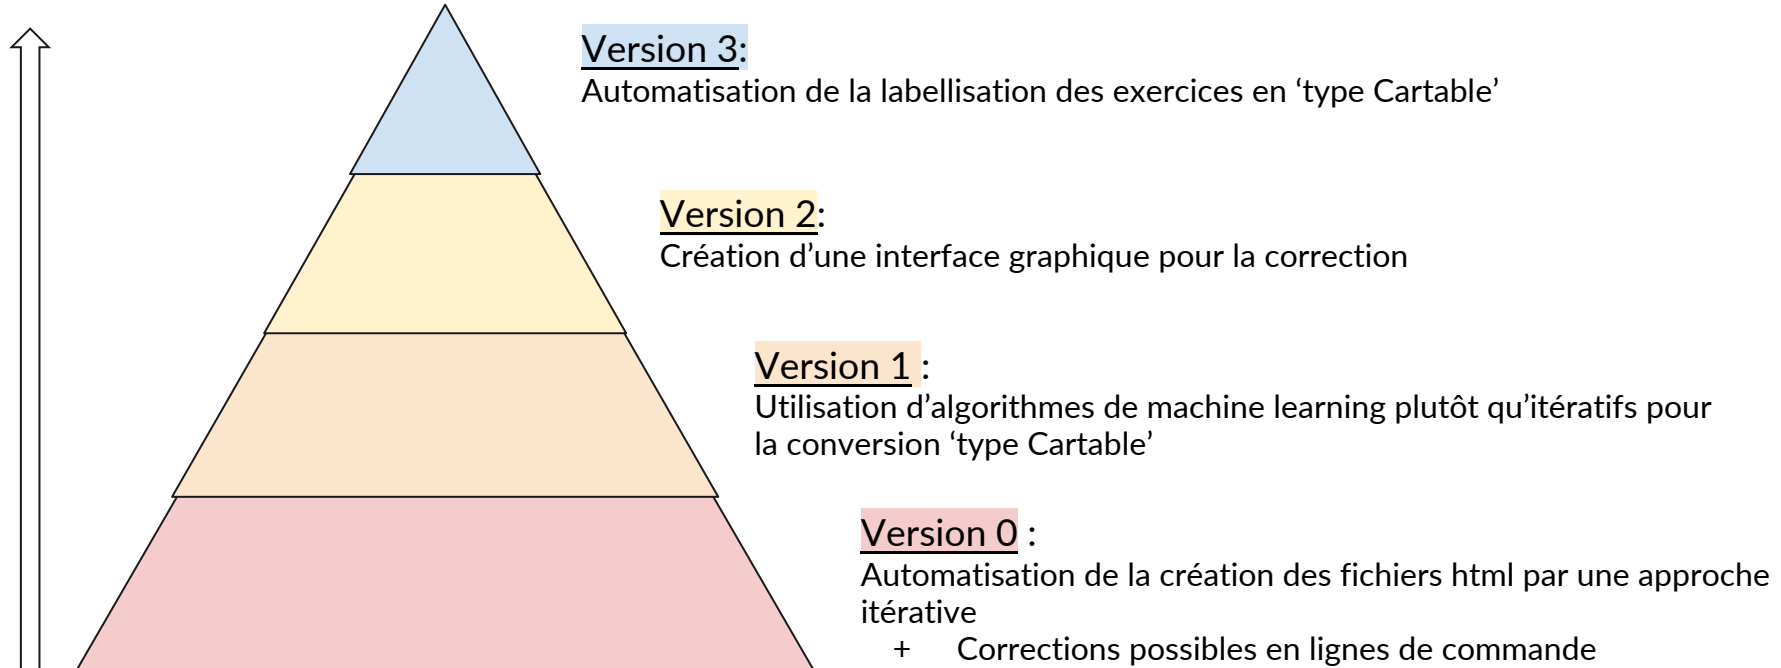 Version 3:
Automatisation de la labellisation des exercices en ‘type Cartable’
Version 2:
Création d’une interface graphique pour la correction
Version 1 :
Utilisation d’algorithmes de machine learning plutôt qu’itératifs pour
la conversion ‘type Cartable’
Version 0 :
Automatisation de la création des fichiers html par une approche
itérative
+ Corrections possibles en lignes de commande